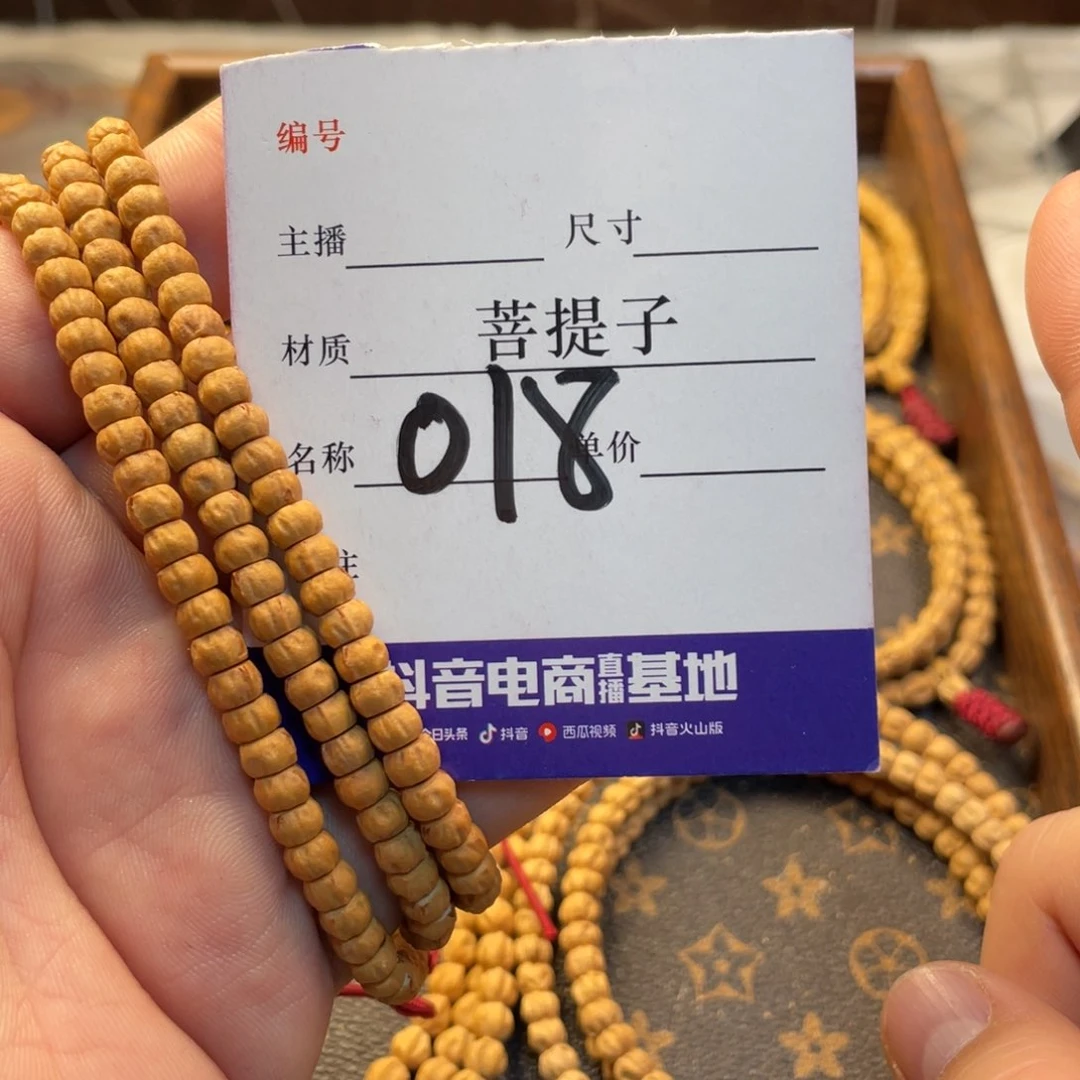 编号
主播 尺寸
材质 菩提子
名称 018 单价
注
抖音电商直播基地
今日头条 抖音 西瓜视频 抖音火山版